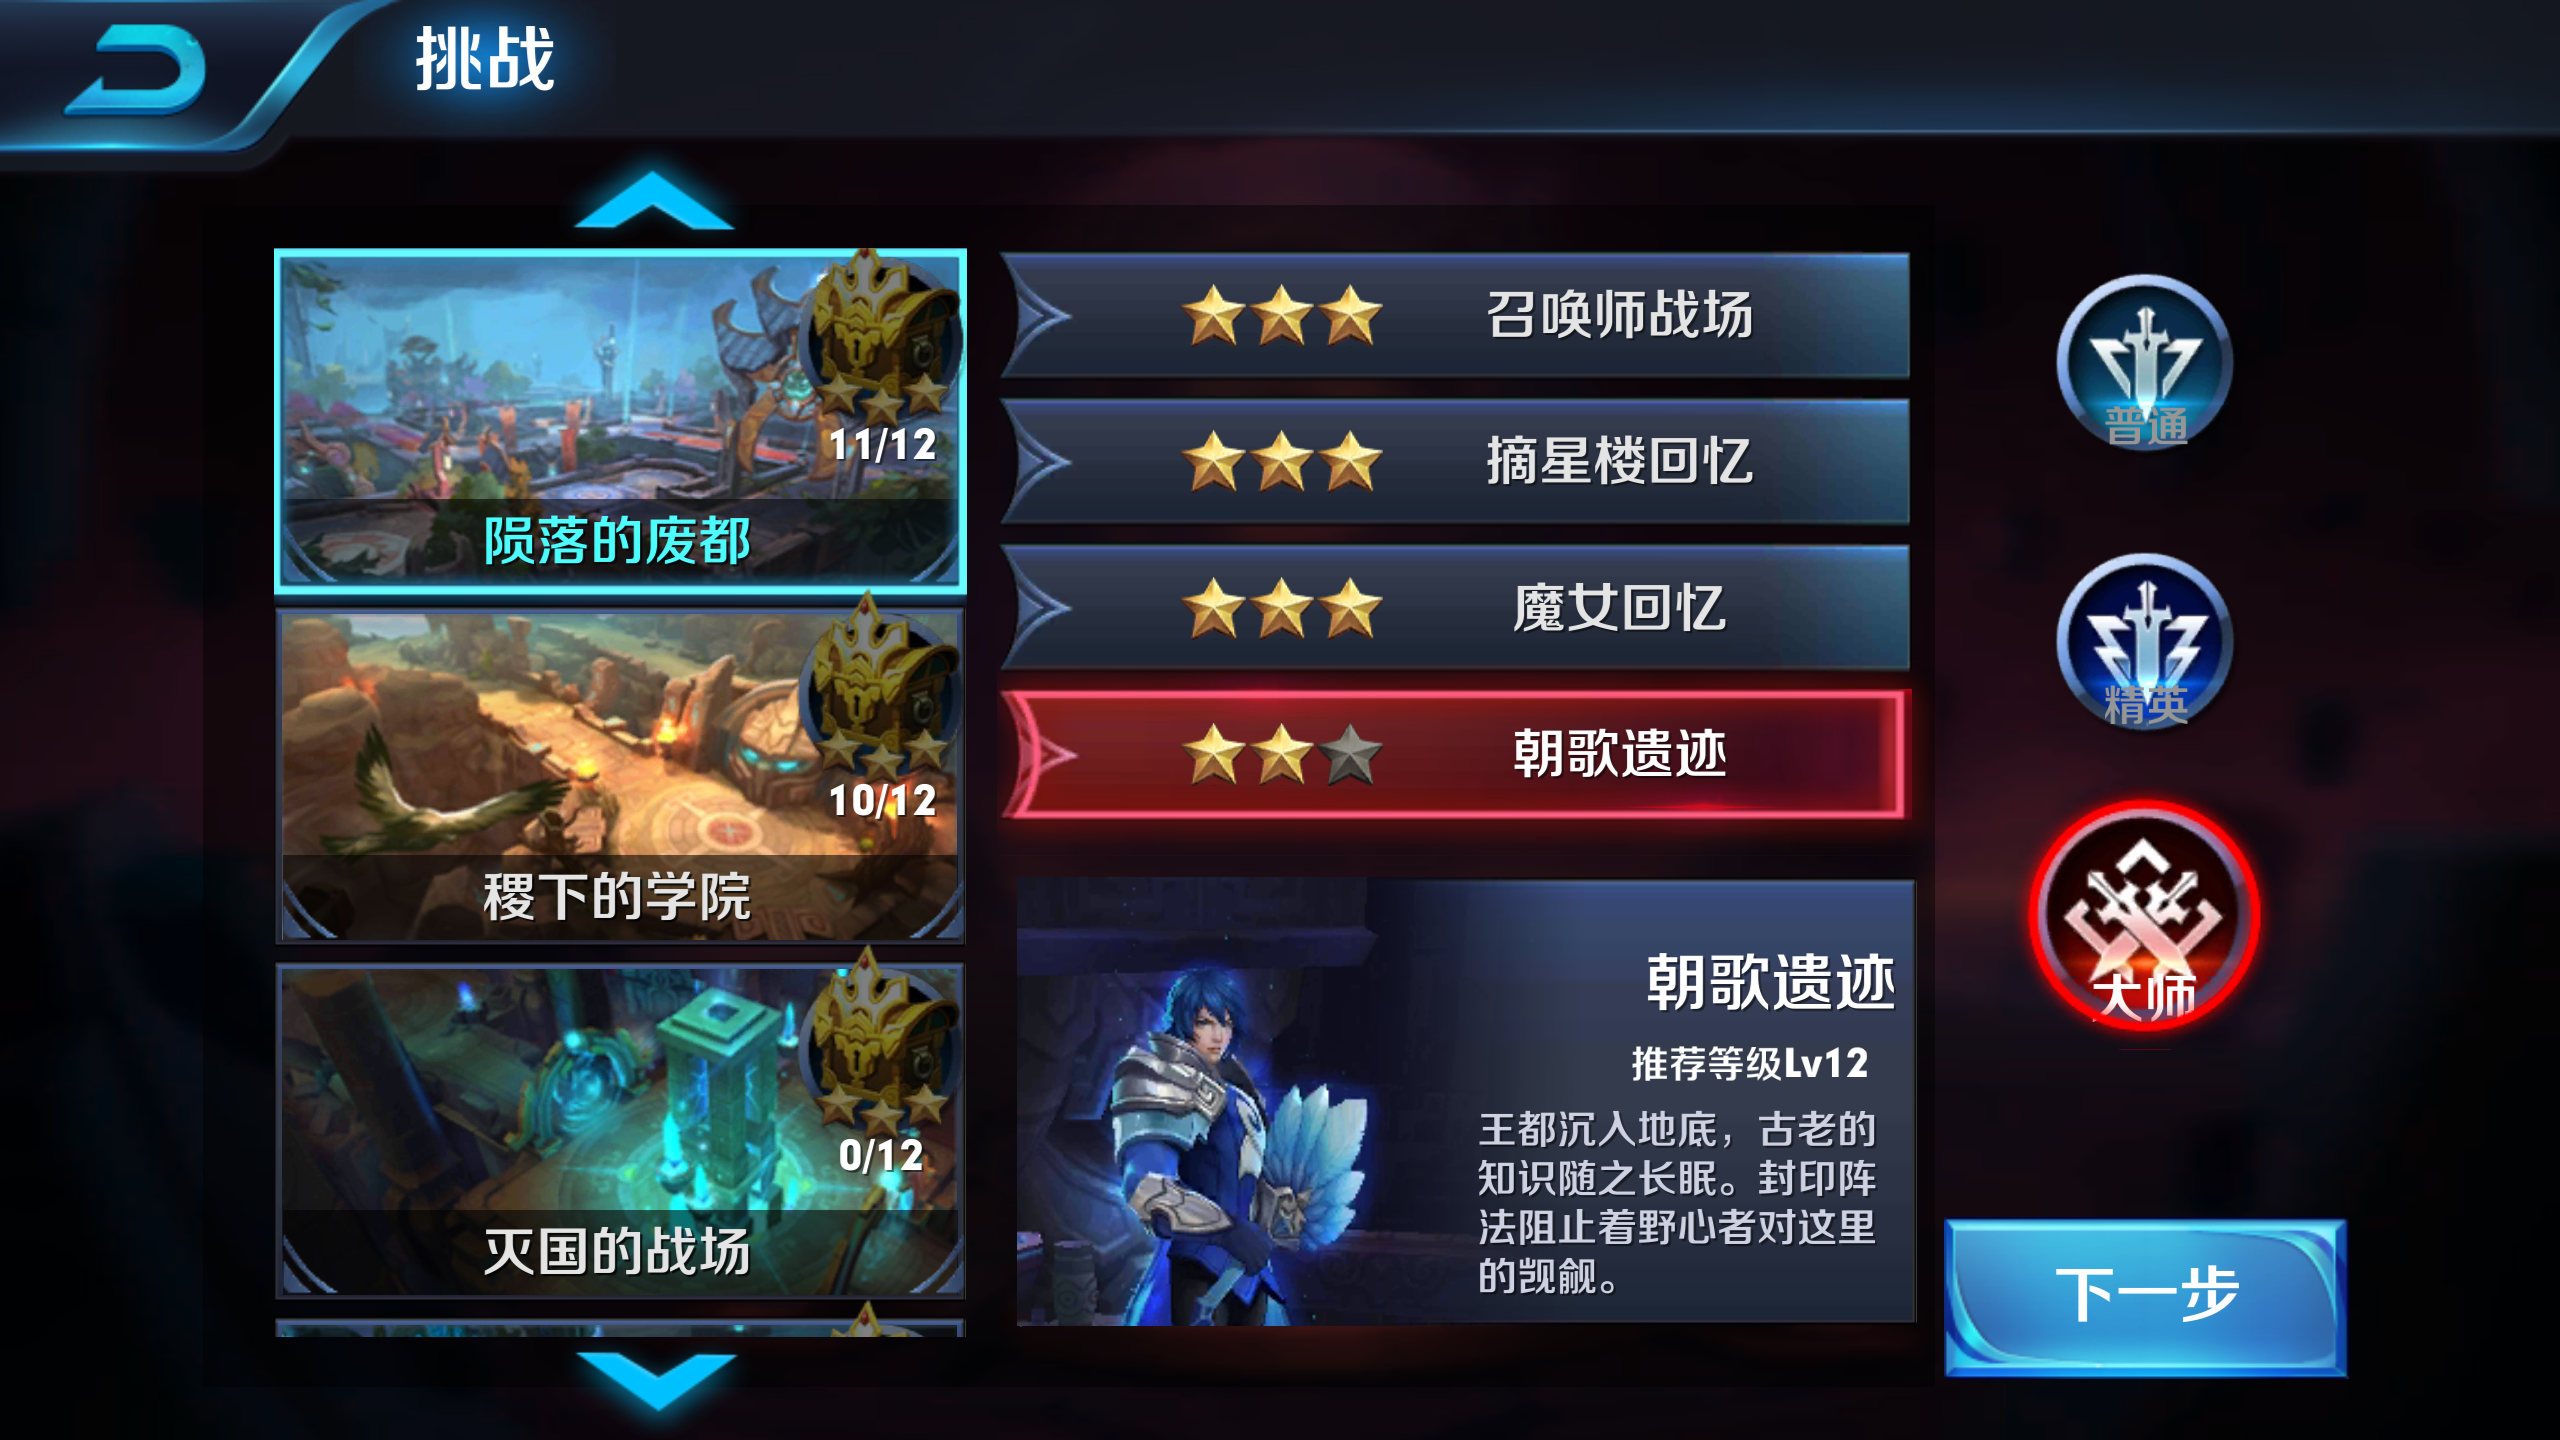 挑战
11/12
陨落的废都
10/12
稷下的学院
0/12
灭国的战场
召唤师战场
摘星楼回忆
魔女回忆
朝歌遗迹
朝歌遗迹
推荐等级Lv12
王都沉入地底，古老的
知识随之长眠。封印阵
法阻止着野心者对这里
的觊觎。
普通
精英
大师
下一步